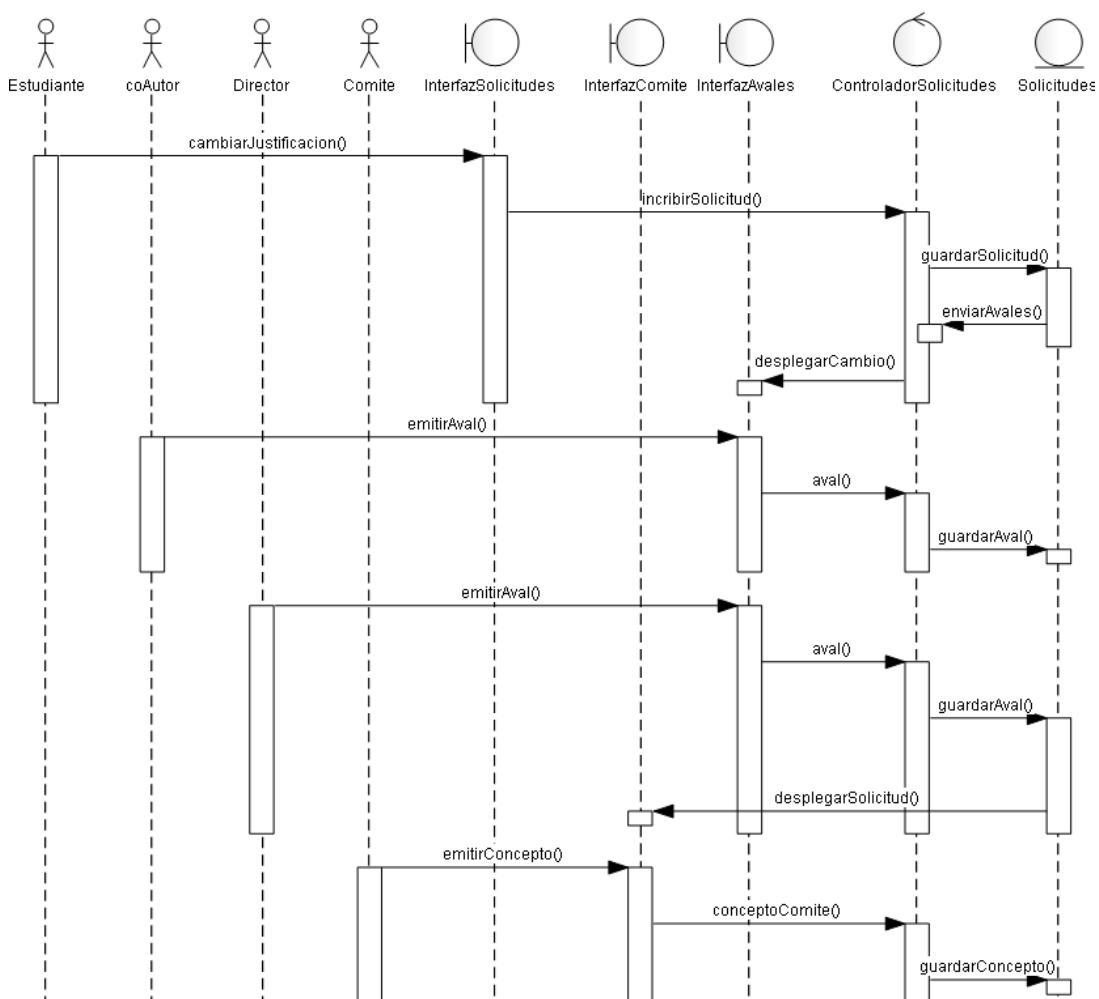 Estudiante
coAutor
Director
Comite
InterfazSolicitudes
InterfazComite
InterfazAvales
ControladorSolicitudes
Solicitudes
cambiarJustificacion()
incribirSolicitud()
guardarSolicitud()
enviarAvales()
desplegarCambio()
emitirAval()
aval()
guardarAval()
emitirAval()
aval()
guardarAval()
desplegarSolicitud()
emitirConcepto()
conceptoComite()
guardarConcepto()